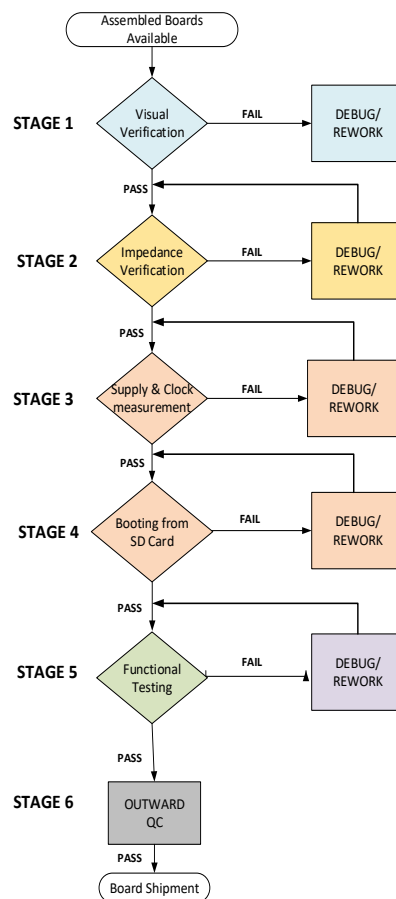 Assembled Boards
Available
STAGE 1
Visual
Verification
FAIL
DEBUG/
REWORK
PASS
STAGE 2
Impedance
Verification
FAIL
DEBUG/
REWORK
PASS
STAGE 3
Supply & Clock
measurement
FAIL
DEBUG/
REWORK
PASS
STAGE 4
Booting from
SD Card
FAIL
DEBUG/
REWORK
PASS
STAGE 5
Functional
Testing
FAIL
DEBUG/
REWORK
PASS
STAGE 6
OUTWARD
QC
PASS
Board Shipment